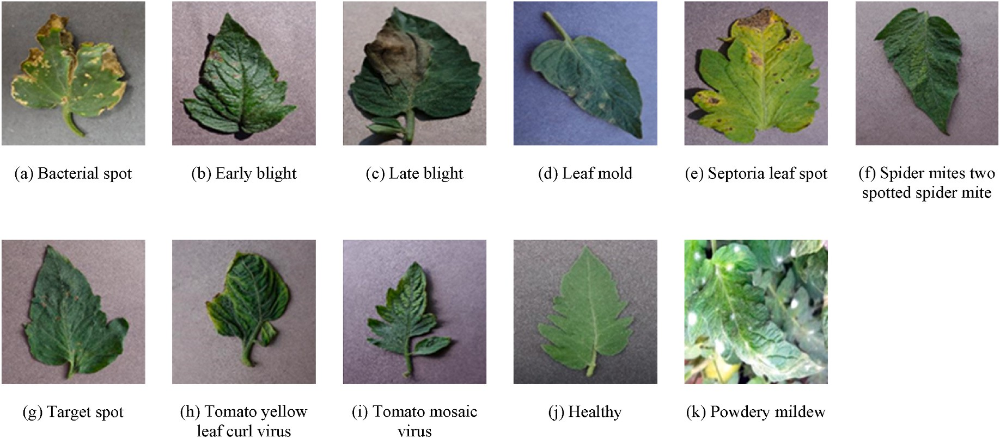 (a) Bacterial spot
(b) Early blight
(c) Late blight
(d) Leaf mold
(e) Septoria leaf spot
(f) Spider mites two
spotted spider mite
(g) Target spot
(h) Tomato yellow
leaf curl virus
(i) Tomato mosaic
virus
(j) Healthy
(k) Powdery mildew